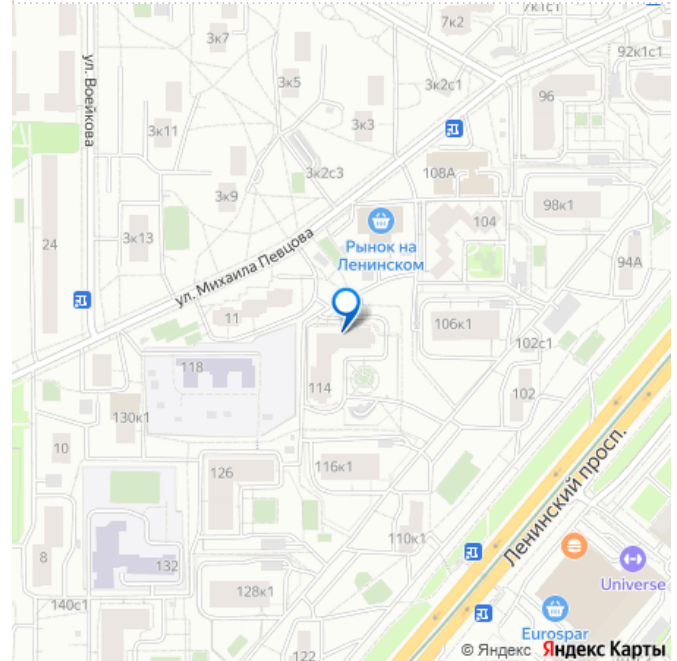 7к2
7к1с1
3к7
92к1с1
ул. Воейкова
3к5
3к2с1
96
3к11
3к3
3к2с3
108А
3к9
98к1
104
24
3к13
Рынок на
Ленинском
94А
ул. Михаила Певцова
11
106к1
102с1
118
114
102
130к1
10
126
116к1
Ленинский просп.
110к1
8
132
Universe
128к1
140с1
Eurospar
122
© Яндекс Яндекс Карты